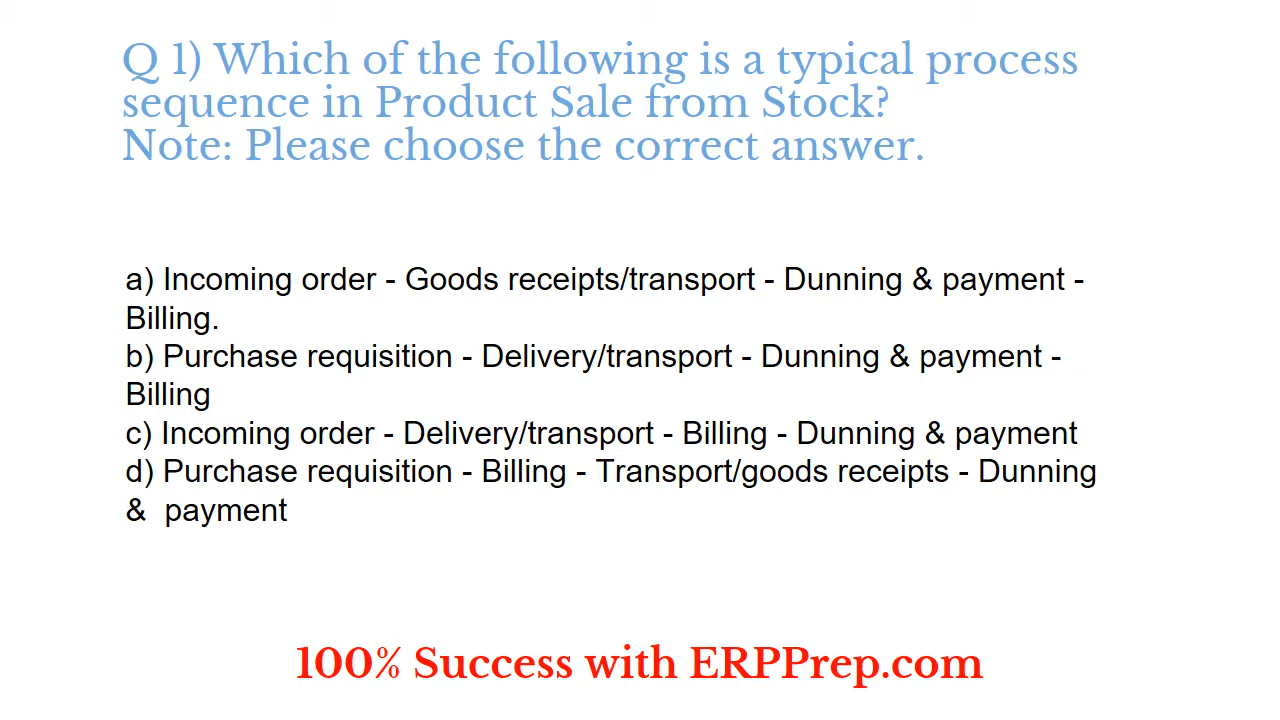 Q 1) Which of the following is a typical process
sequence in Product Sale from Stock?
Note: Please choose the correct answer.
a) Incoming order - Goods receipts/transport - Dunning & payment -
Billing.
b) Purchase requisition - Delivery/transport - Dunning & payment -
Billing
c) Incoming order - Delivery/transport - Billing - Dunning & payment
d) Purchase requisition - Billing - Transport/goods receipts - Dunning
& payment
100% Success with ERPPrep.com